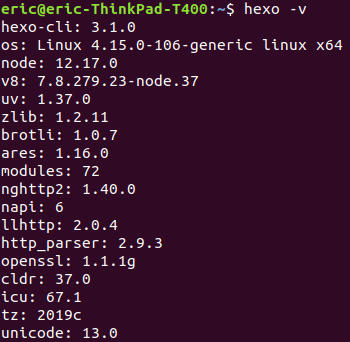 eric@eric-ThinkPad-T400:~$ hexo -v
hexo-cli: 3.1.0
os: Linux 4.15.0-106-generic linux x64
node: 12.17.0
v8: 7.8.279.23-node.37
uv: 1.37.0
zlib: 1.2.11
brotli: 1.0.7
ares: 1.16.0
modules: 72
nghttp2: 1.40.0
napi: 6
llhttp: 2.0.4
http_parser: 2.9.3
openssl: 1.1.1g
cldr: 37.0
icu: 67.1
tz: 2019c
unicode: 13.0